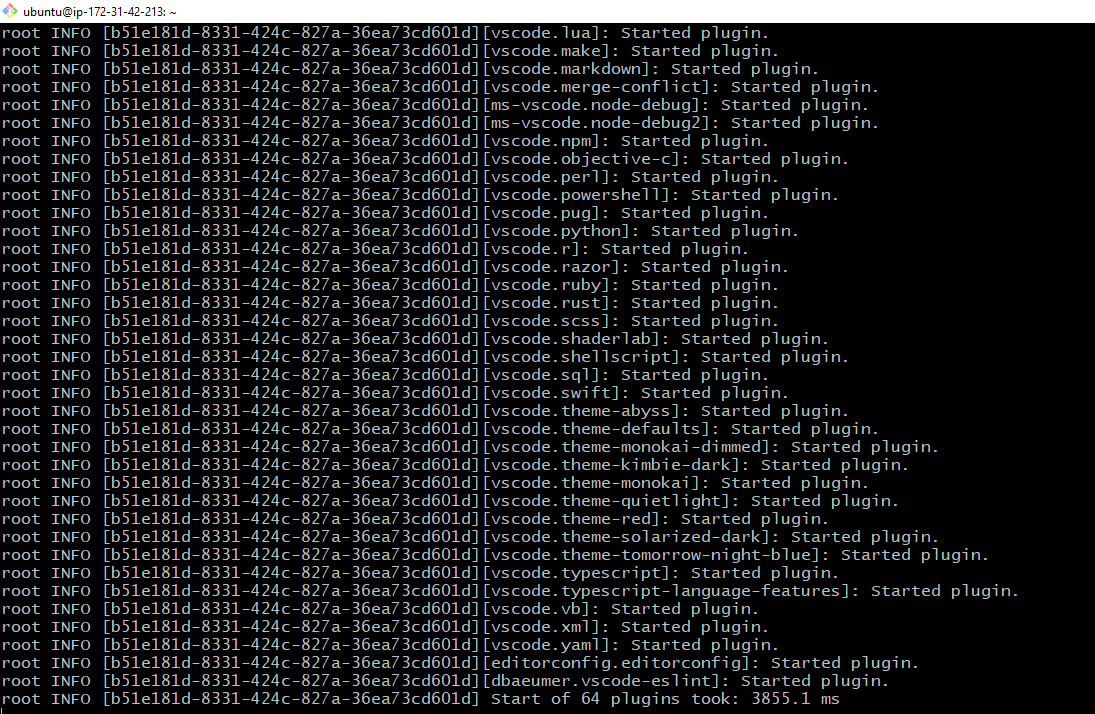 ubuntu@ip-172-31-42-213: ~
root INFO [b51e181d-8331-424c-827a-36ea73cd601d][vscode.lua]: Started plugin.
root INFO [b51e181d-8331-424c-827a-36ea73cd601d][vscode.make]: Started plugin.
root INFO [b51e181d-8331-424c-827a-36ea73cd601d][vscode.markdown]: Started plugin.
root INFO [b51e181d-8331-424c-827a-36ea73cd601d][vscode.merge-conflict]: Started plugin.
root INFO [b51e181d-8331-424c-827a-36ea73cd601d][ms-vscode.node-debug]: Started plugin.
root INFO [b51e181d-8331-424c-827a-36ea73cd601d][ms-vscode.node-debug2]: Started plugin.
root INFO [b51e181d-8331-424c-827a-36ea73cd601d][vscode.npm]: Started plugin.
root INFO [b51e181d-8331-424c-827a-36ea73cd601d][vscode.objective-c]: Started plugin.
root INFO [b51e181d-8331-424c-827a-36ea73cd601d][vscode.perl]: Started plugin.
root INFO [b51e181d-8331-424c-827a-36ea73cd601d][vscode.powershell]: Started plugin.
root INFO [b51e181d-8331-424c-827a-36ea73cd601d][vscode.pug]: Started plugin.
root INFO [b51e181d-8331-424c-827a-36ea73cd601d][vscode.python]: Started plugin.
root INFO [b51e181d-8331-424c-827a-36ea73cd601d][vscode.r]: Started plugin.
root INFO [b51e181d-8331-424c-827a-36ea73cd601d][vscode.razor]: Started plugin.
root INFO [b51e181d-8331-424c-827a-36ea73cd601d][vscode.ruby]: Started plugin.
root INFO [b51e181d-8331-424c-827a-36ea73cd601d][vscode.rust]: Started plugin.
root INFO [b51e181d-8331-424c-827a-36ea73cd601d][vscode.scss]: Started plugin.
root INFO [b51e181d-8331-424c-827a-36ea73cd601d][vscode.shaderlab]: Started plugin.
root INFO [b51e181d-8331-424c-827a-36ea73cd601d][vscode.shellscript]: Started plugin.
root INFO [b51e181d-8331-424c-827a-36ea73cd601d][vscode.sql]: Started plugin.
root INFO [b51e181d-8331-424c-827a-36ea73cd601d][vscode.swift]: Started plugin.
root INFO [b51e181d-8331-424c-827a-36ea73cd601d][vscode.theme-abyss]: Started plugin.
root INFO [b51e181d-8331-424c-827a-36ea73cd601d][vscode.theme-defaults]: Started plugin.
root INFO [b51e181d-8331-424c-827a-36ea73cd601d][vscode.theme-monokai-dimmed]: Started plugin.
root INFO [b51e181d-8331-424c-827a-36ea73cd601d][vscode.theme-kimbie-dark]: Started plugin.
root INFO [b51e181d-8331-424c-827a-36ea73cd601d][vscode.theme-monokai]: Started plugin.
root INFO [b51e181d-8331-424c-827a-36ea73cd601d][vscode.theme-quietlight]: Started plugin.
root INFO [b51e181d-8331-424c-827a-36ea73cd601d][vscode.theme-red]: Started plugin.
root INFO [b51e181d-8331-424c-827a-36ea73cd601d][vscode.theme-solarized-dark]: Started plugin.
root INFO [b51e181d-8331-424c-827a-36ea73cd601d][vscode.theme-tomorrow-night-blue]: Started plugin.
root INFO [b51e181d-8331-424c-827a-36ea73cd601d][vscode.typescript]: Started plugin.
root INFO [b51e181d-8331-424c-827a-36ea73cd601d][vscode.typescript-language-features]: Started plugin.
root INFO [b51e181d-8331-424c-827a-36ea73cd601d][vscode.vb]: Started plugin.
root INFO [b51e181d-8331-424c-827a-36ea73cd601d][vscode.xml]: Started plugin.
root INFO [b51e181d-8331-424c-827a-36ea73cd601d][vscode.yaml]: Started plugin.
root INFO [b51e181d-8331-424c-827a-36ea73cd601d][editorconfig.editorconfig]: Started plugin.
root INFO [b51e181d-8331-424c-827a-36ea73cd601d][dbaeumer.vscode-eslint]: Started plugin.
root INFO [b51e181d-8331-424c-827a-36ea73cd601d] Start of 64 plugins took: 3855.1 ms